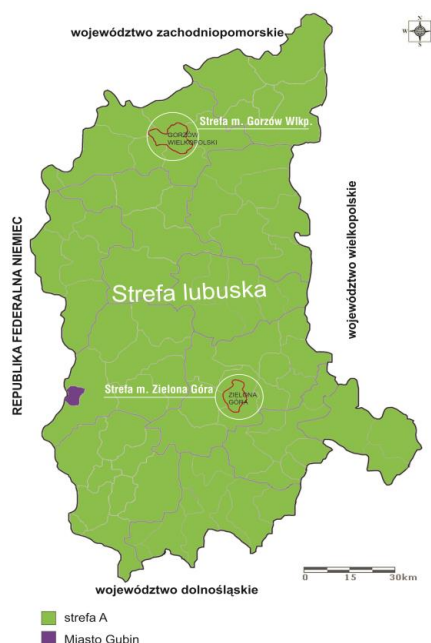 województwo zachodniopomorskie
N
W
E
S
Strefa m. Gorzów Wlkp.
GORZÓW
WIELKOPOLSKI
REPUBLIKA FEDERALNA NIEMIEC
województwo wielkopolskie
Strefa lubuska
Strefa m. Zielona Góra
ZIELONA
GÓRA
0 15 30km
województwo dolnośląskie
strefa A
Miasto Gubin